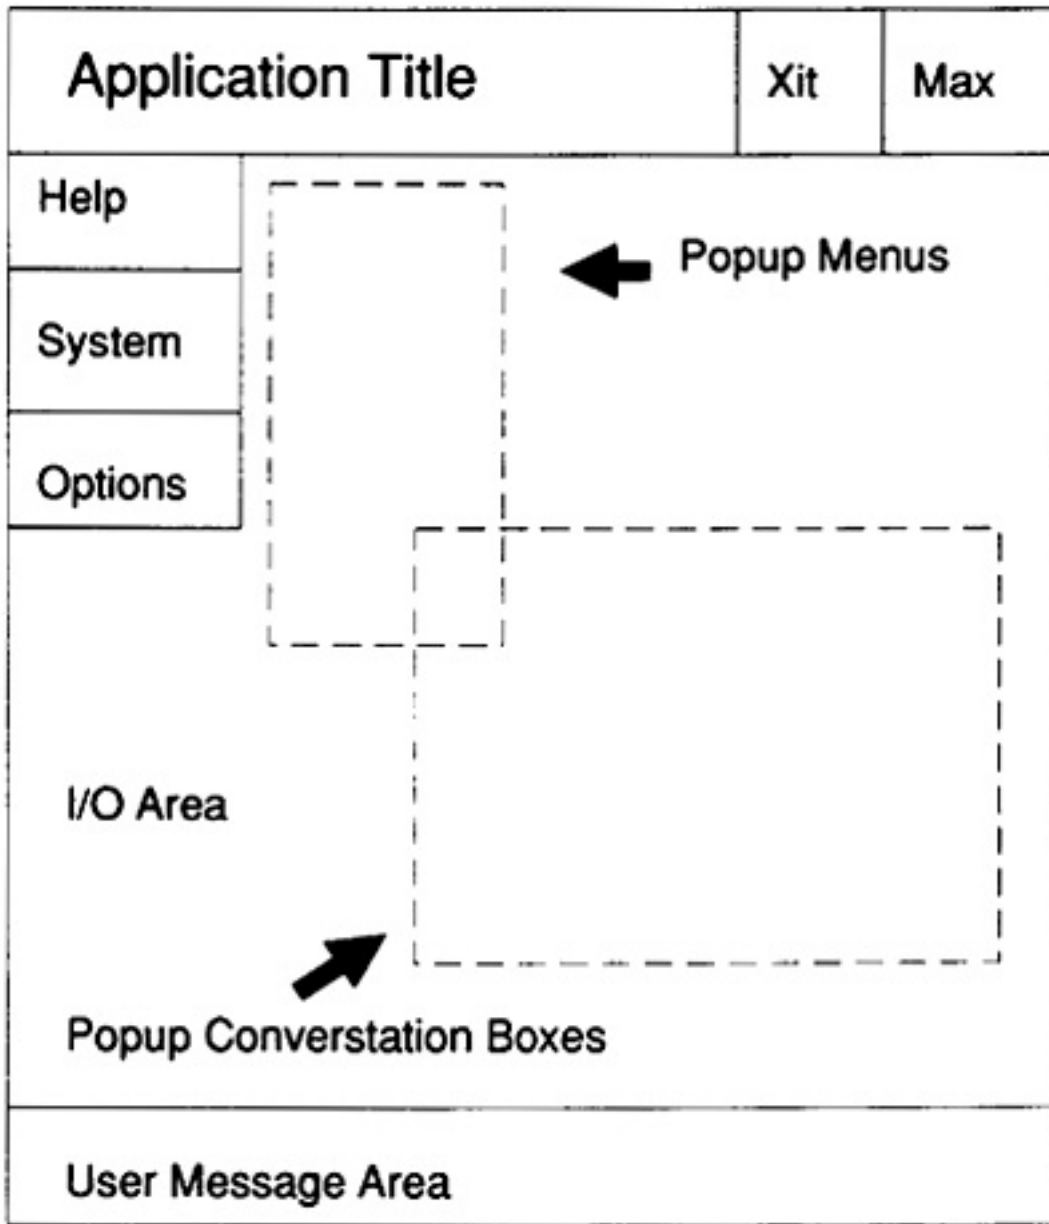 Application Title
Xit
Max
Help
Popup Menus
System
Options
I/O Area
Popup Converstation Boxes
User Message Area